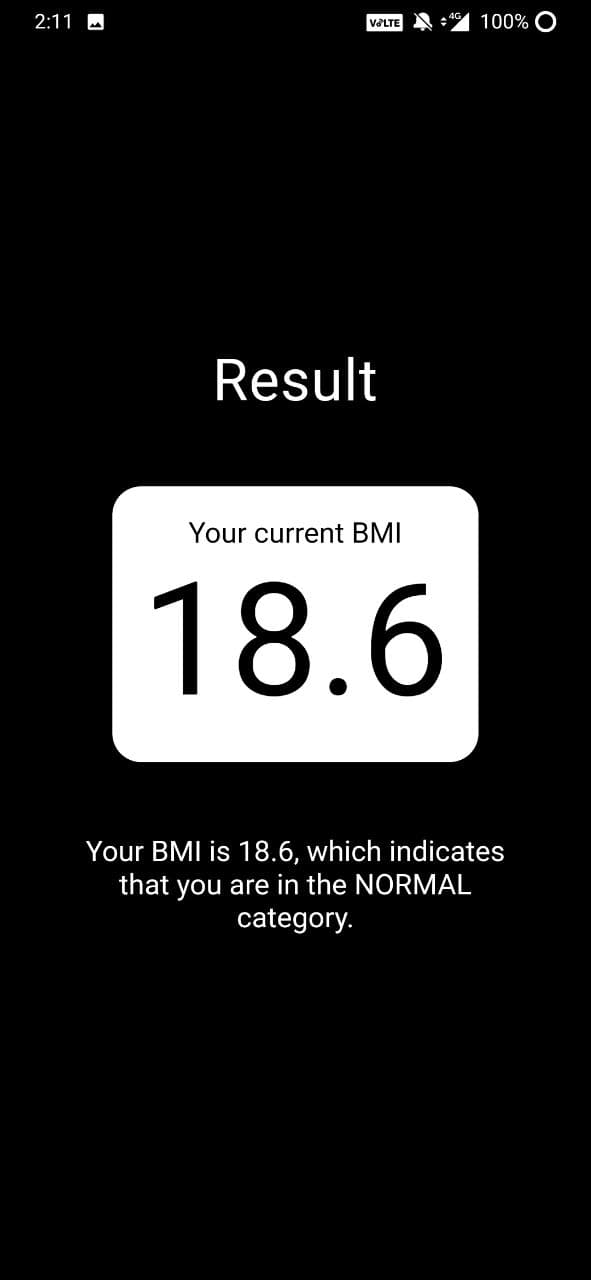 2:11 VoLTE 4G 100%
Result
Your current BMI
18.6
Your BMI is 18.6, which indicates
that you are in the NORMAL
category.